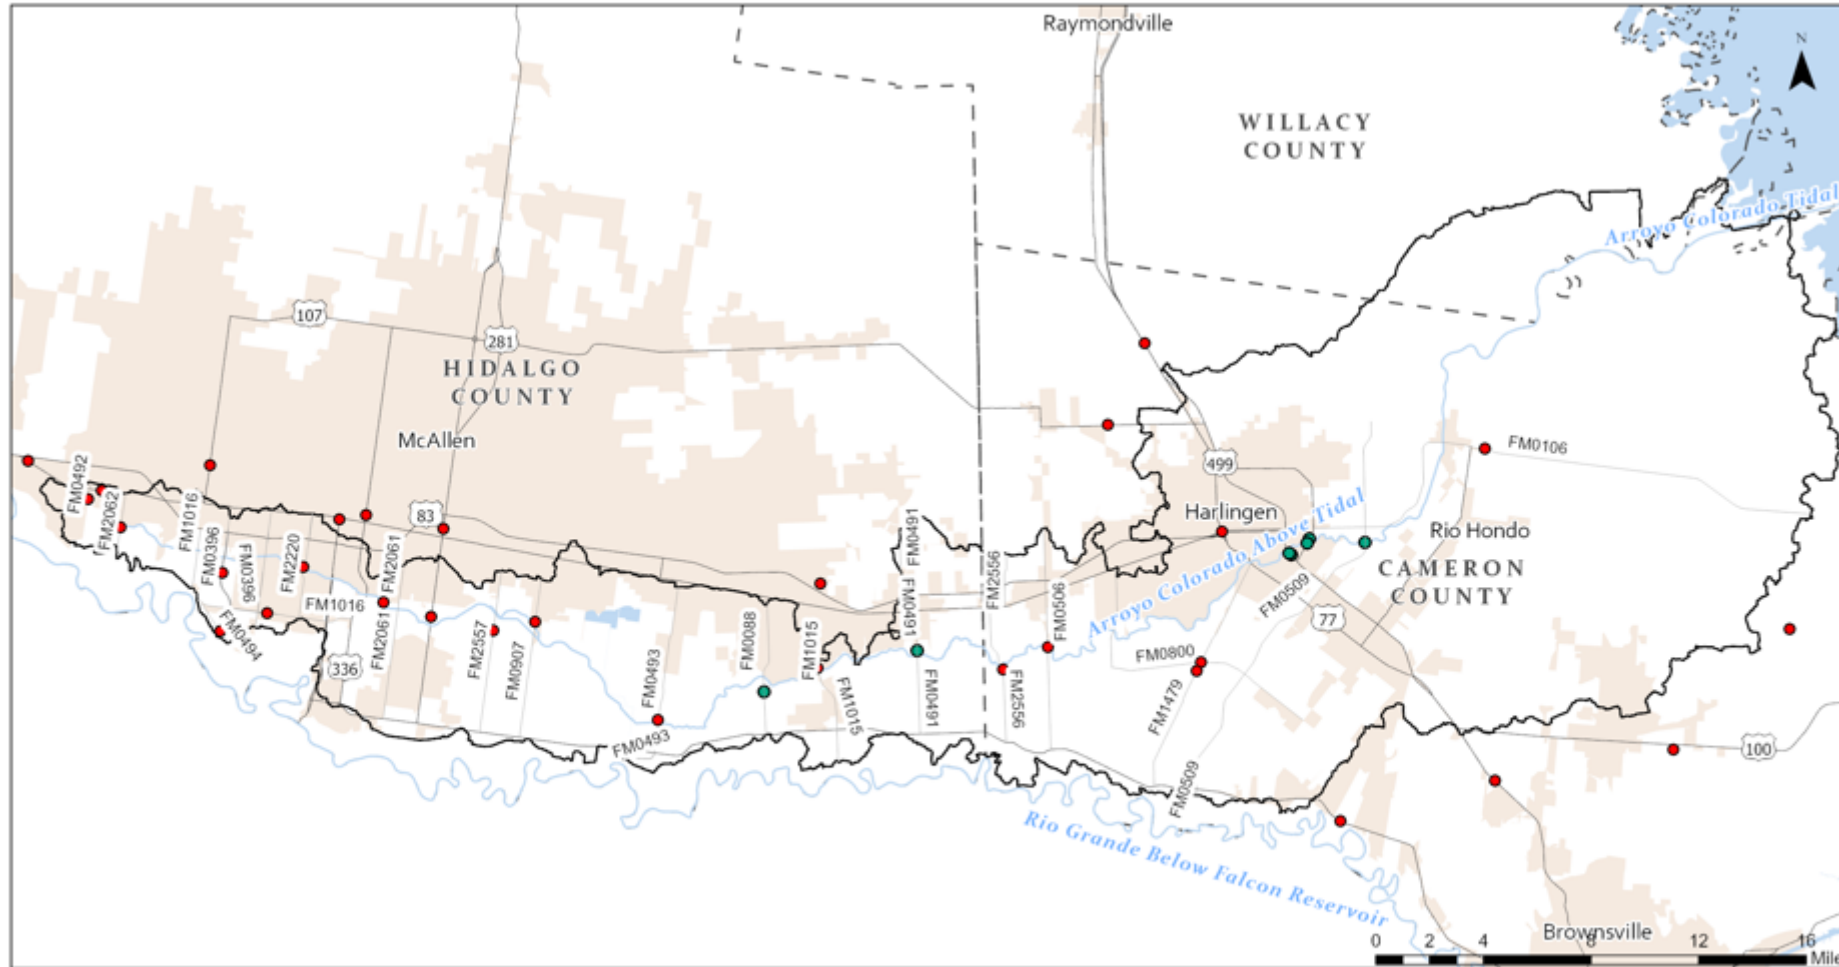 Raymondville
N
WILLACY
COUNTY
Arroyo Colorado Tidal
107
281
HIDALGO
COUNTY
McAllen
499
FM0106
FM0492
FM2062
FM1016
FM0396
FM0396
FM2220
83
FM2061
FM0491
Harlingen
Rio Hondo
Arroyo Colorado Above Tidal
CAMERON
COUNTY
FM2556
FM0506
FM0509
77
FM1016
FM0494
336
FM2061
FM2557
FM0907
FM0493
FM0088
FM1015
FM0491
FM0800
FM1479
FM1015
FM0491
FM2556
FM0493
FM0509
100
Rio Grande Below Falcon Reservoir
Brownsville
0 2 4 8 12 16
Mile